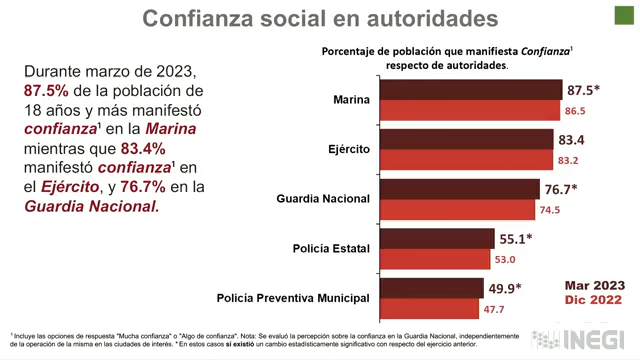 Confianza social en autoridades
Durante marzo de 2023,
87.5% de la población de
18 años y más manifestó
confianza¹ en la Marina
mientras que 83.4%
manifestó confianza¹ en
el Ejército, y 76.7% en la
Guardia Nacional.
Porcentaje de población que manifiesta Confianza¹
respecto de autoridades.
Marina
87.5*
86.5
Ejército
83.4
83.2
Guardia Nacional
76.7*
74.5
Policía Estatal
55.1*
53.0
Policía Preventiva Municipal
49.9*
47.7
Mar 2023
Dic 2022
¹ Incluye las opciones de respuesta "Mucha confianza" o "Algo de confianza". Nota: Se evaluó la percepción sobre la confianza en la Guardia Nacional, independientemente
de la operación de la misma en las ciudades de interés. * En estos casos sí existió un cambio estadísticamente significativo con respecto del ejercicio anterior.
INEGI